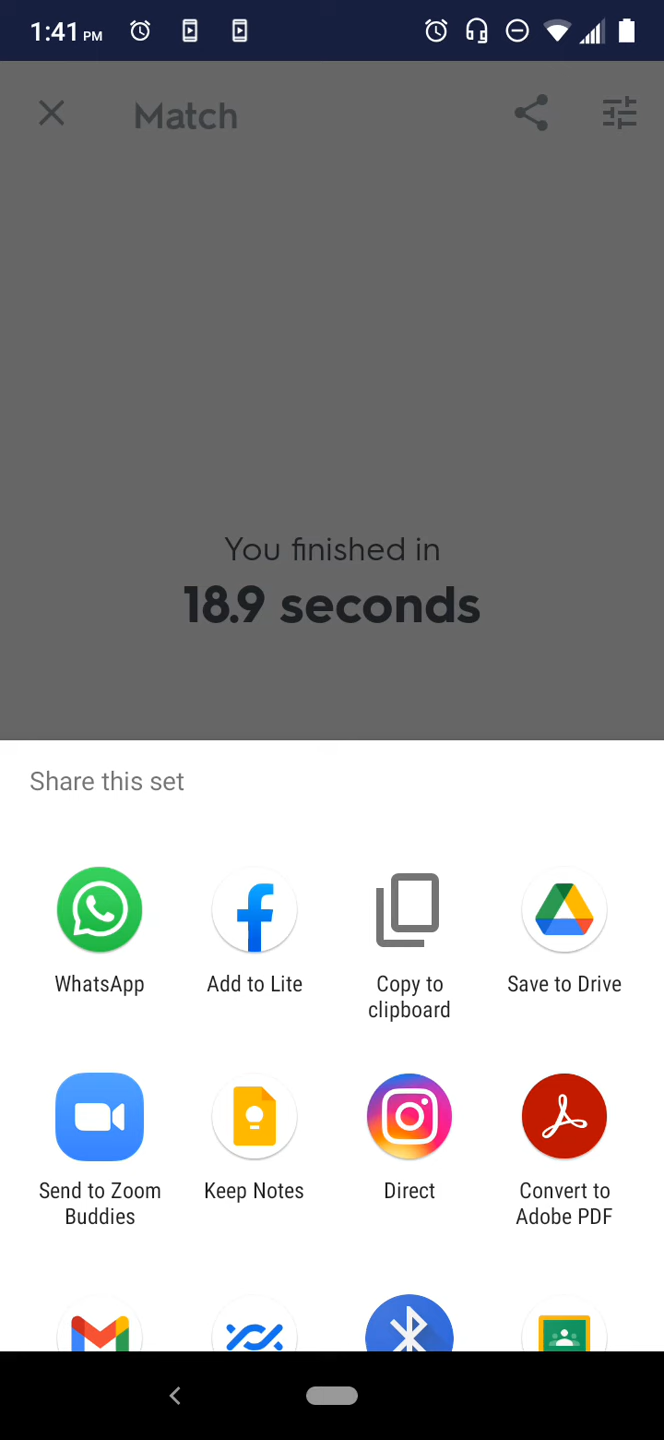 1:41 PM
Match
You finished in
18.9 seconds
Share this set
WhatsApp
Add to Lite
Copy to
clipboard
Save to Drive
Send to Zoom
Buddies
Keep Notes
Direct
Convert to
Adobe PDF